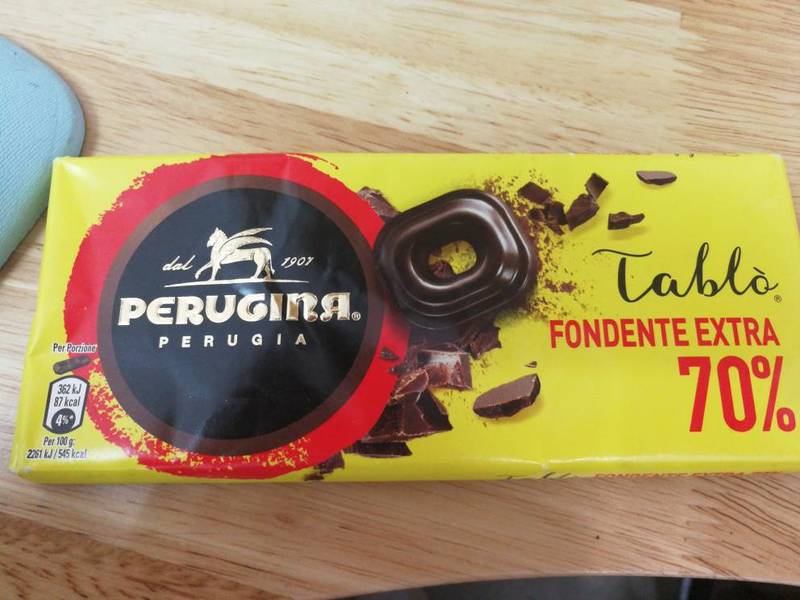 dal 1907
PERUGINA®
PERUGIA
Tablò®
FONDENTE EXTRA
70%
Per Porzione
362 kJ
87 kcal
4%*
Per 100 g:
2261 kJ / 545 kcal